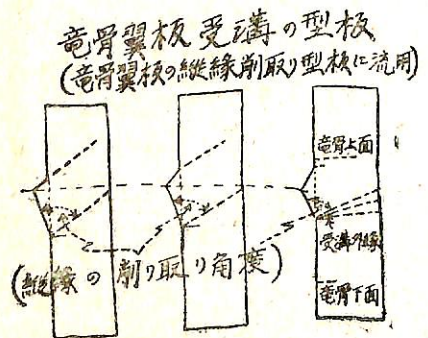 竜骨翼板受溝の型板
(竜骨翼板の縦縁削取り型板に流用)
竜骨上面
受溝外縁
(縦縁の削り取り角度)
竜骨下面